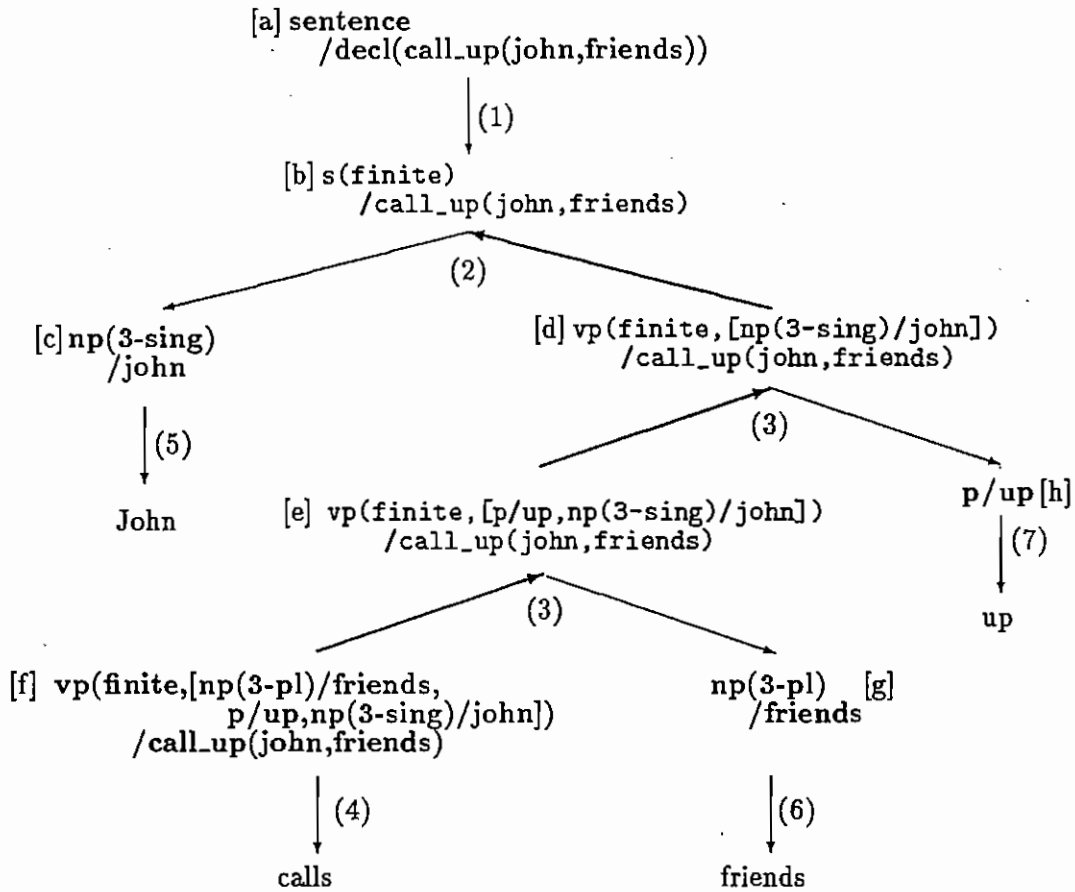 [a] sentence
/decl(call_up(john,friends))
(1)
[b] s(finite)
/call_up(john,friends)
(2)
[c] np(3-sing)
/john
[d] vp(finite,[np(3-sing)/john])
/call_up(john,friends)
(5)
(3)
John
[e] vp(finite,[p/up,np(3-sing)/john])
/call_up(john,friends)
p/up [h]
(7)
(3)
up
[f] vp(finite,[np(3-pl)/friends,
p/up,np(3-sing)/john])
/call_up(john,friends)
np(3-pl) [g]
/friends
(4)
(6)
calls
friends